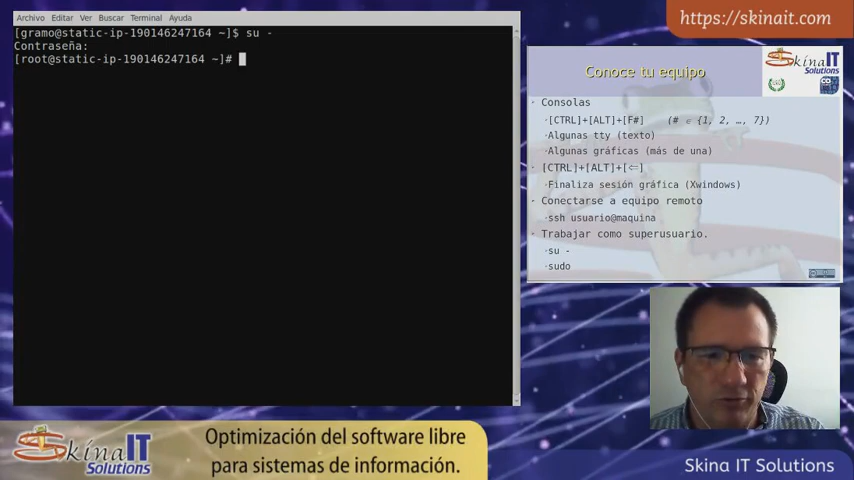 Archivo Editar Ver Buscar Terminal Ayuda
[gramo@static-ip-190146247164 ~]$ su -
Contraseña:
[root@static-ip-190146247164 ~]#
https://skinait.com
Conoce tu equipo
Skína IT
Solutions
· Consolas
·[CTRL]+[ALT]+[F#] (# ∈ {1, 2, …, 7})
·Algunas tty (texto)
·Algunas gráficas (más de una)
· [CTRL]+[ALT]+[⇐]
·Finaliza sesión gráfica (Xwindows)
· Conectarse a equipo remoto
·ssh usuario@maquina
· Trabajar como superusuario.
·su -
·sudo
Skína IT
Solutions
Optimización del software libre
para sistemas de información.
Skina IT Solutions